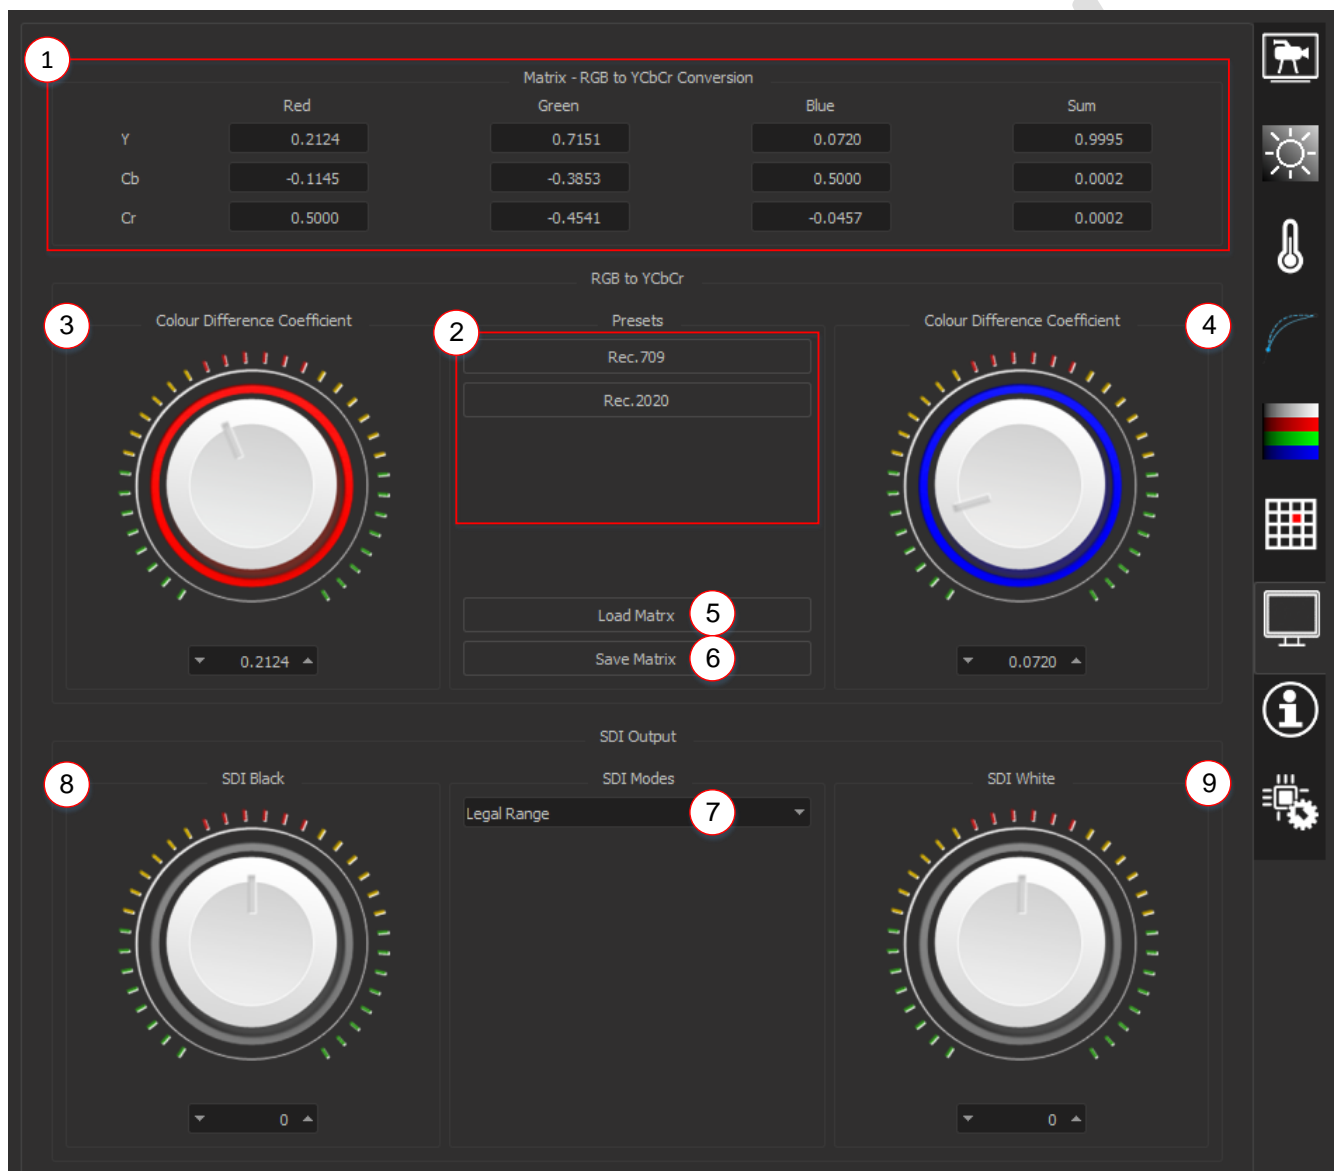 1
Matrix - RGB to YCbCr Conversion
Red Green Blue Sum
Y 0.2124 0.7151 0.0720 0.9995
Cb -0.1145 -0.3853 0.5000 0.0002
Cr 0.5000 -0.4541 -0.0457 0.0002
RGB to YCbCr
3 Colour Difference Coefficient 2 Presets Colour Difference Coefficient 4
Rec.709
Rec.2020
Load Matrx 5
Save Matrix 6
0.2124 0.0720
SDI Output
8 SDI Black SDI Modes SDI White 9
Legal Range 7
0 0